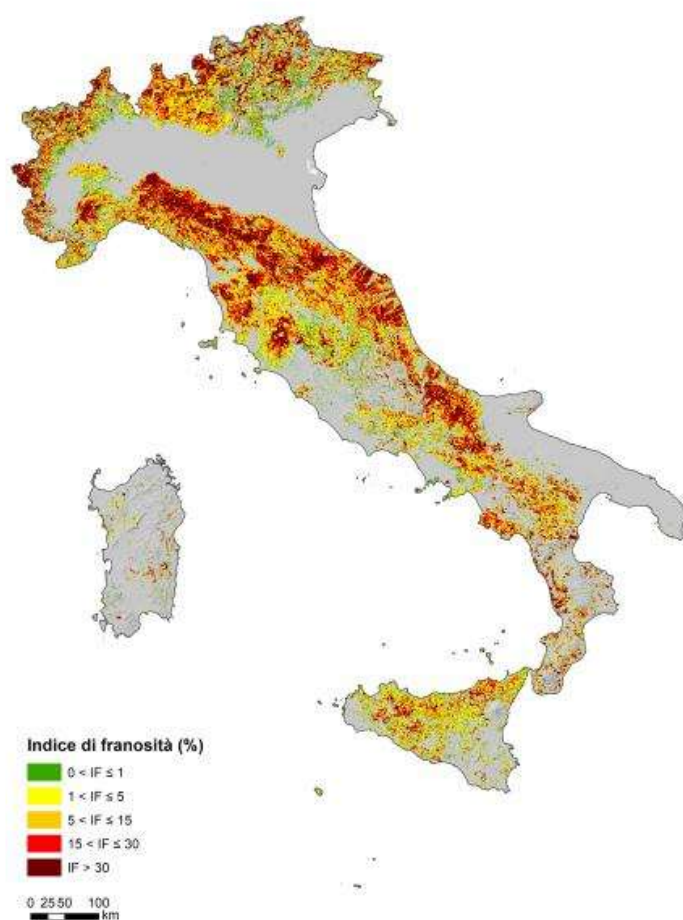 Indice di franosità (%)
0 < IF ≤ 1
1 < IF ≤ 5
5 < IF ≤ 15
15 < IF ≤ 30
IF > 30
0 25 50 100
km